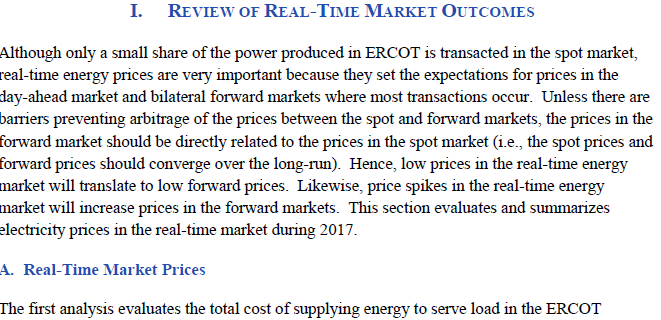 I. REVIEW OF REAL-TIME MARKET OUTCOMES
Although only a small share of the power produced in ERCOT is transacted in the spot market,
real-time energy prices are very important because they set the expectations for prices in the
day-ahead market and bilateral forward markets where most transactions occur. Unless there are
barriers preventing arbitrage of the prices between the spot and forward markets, the prices in the
forward market should be directly related to the prices in the spot market (i.e., the spot prices and
forward prices should converge over the long-run). Hence, low prices in the real-time energy
market will translate to low forward prices. Likewise, price spikes in the real-time energy
market will increase prices in the forward markets. This section evaluates and summarizes
electricity prices in the real-time market during 2017.
A. Real-Time Market Prices
The first analysis evaluates the total cost of supplying energy to serve load in the ERCOT